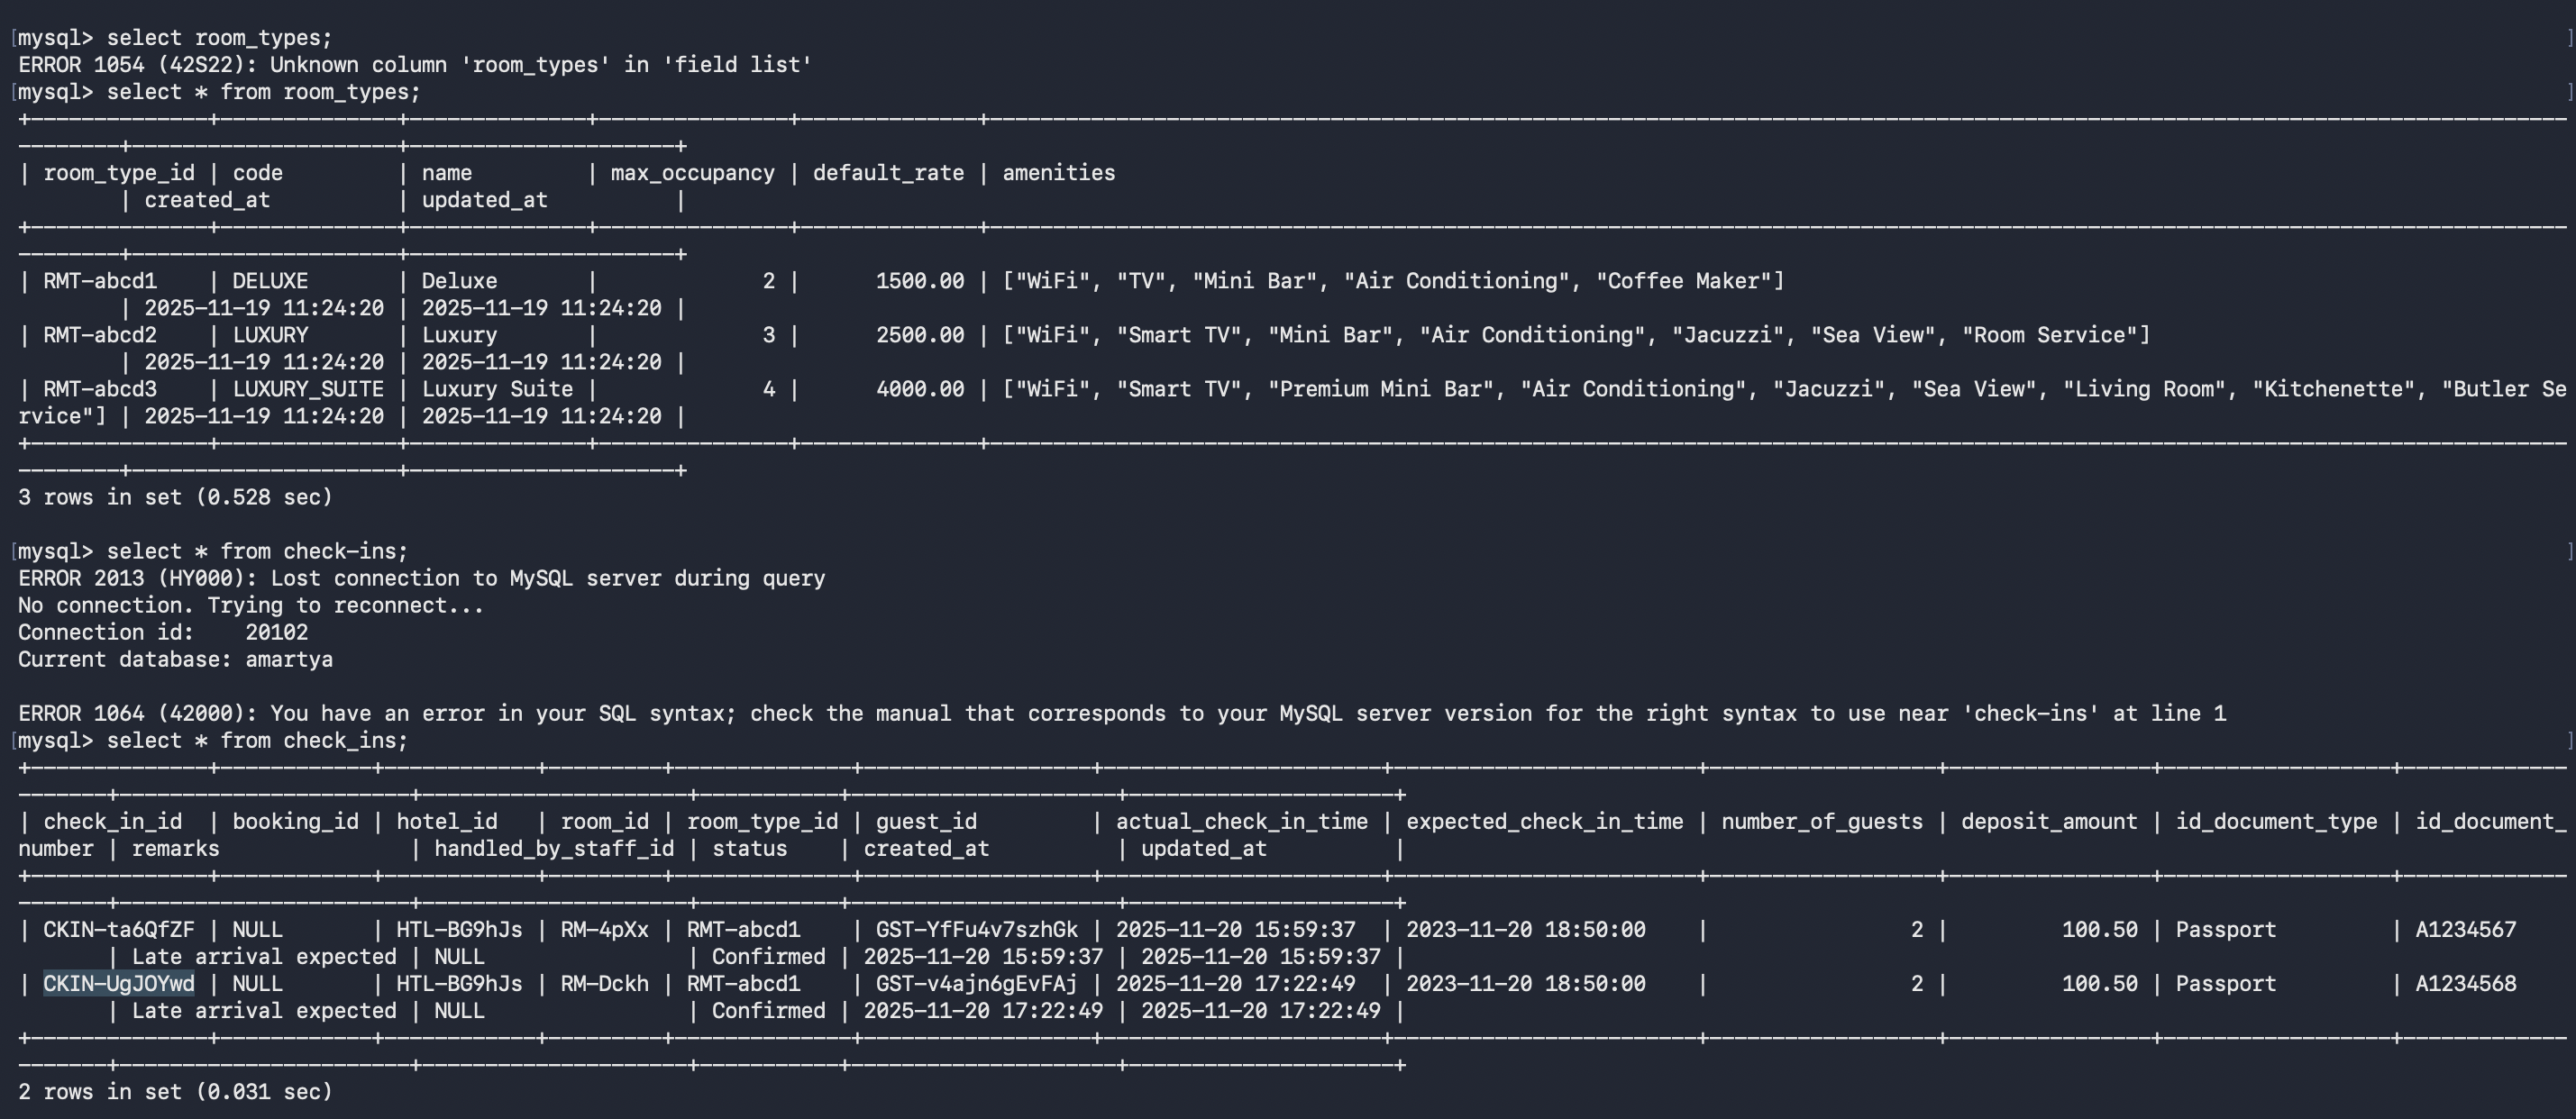 [mysql> select room_types; ]
ERROR 1054 (42S22): Unknown column 'room_types' in 'field list'
[mysql> select * from room_types; ]
| room_type_id | code | name | max_occupancy | default_rate | amenities
| created_at | updated_at |
| RMT-abcd1 | DELUXE | Deluxe | 2 | 1500.00 | ["WiFi", "TV", "Mini Bar", "Air Conditioning", "Coffee Maker"]
| 2025-11-19 11:24:20 | 2025-11-19 11:24:20 |
| RMT-abcd2 | LUXURY | Luxury | 3 | 2500.00 | ["WiFi", "Smart TV", "Mini Bar", "Air Conditioning", "Jacuzzi", "Sea View", "Room Service"]
| 2025-11-19 11:24:20 | 2025-11-19 11:24:20 |
| RMT-abcd3 | LUXURY_SUITE | Luxury Suite | 4 | 4000.00 | ["WiFi", "Smart TV", "Premium Mini Bar", "Air Conditioning", "Jacuzzi", "Sea View", "Living Room", "Kitchenette", "Butler Se
rvice"] | 2025-11-19 11:24:20 | 2025-11-19 11:24:20 |
3 rows in set (0.528 sec)
[mysql> select * from check-ins; ]
ERROR 2013 (HY000): Lost connection to MySQL server during query
No connection. Trying to reconnect...
Connection id: 20102
Current database: amartya
ERROR 1064 (42000): You have an error in your SQL syntax; check the manual that corresponds to your MySQL server version for the right syntax to use near 'check-ins' at line 1
[mysql> select * from check_ins; ]
| check_in_id | booking_id | hotel_id | room_id | room_type_id | guest_id | actual_check_in_time | expected_check_in_time | number_of_guests | deposit_amount | id_document_type | id_document_
number | remarks | handled_by_staff_id | status | created_at | updated_at |
| CKIN-ta6QfZF | NULL | HTL-BG9hJs | RM-4pXx | RMT-abcd1 | GST-YfFu4v7szhGk | 2025-11-20 15:59:37 | 2023-11-20 18:50:00 | 2 | 100.50 | Passport | A1234567
| Late arrival expected | NULL | Confirmed | 2025-11-20 15:59:37 | 2025-11-20 15:59:37 |
| CKIN-UgJOYwd | NULL | HTL-BG9hJs | RM-Dckh | RMT-abcd1 | GST-v4ajn6gEvFAj | 2025-11-20 17:22:49 | 2023-11-20 18:50:00 | 2 | 100.50 | Passport | A1234568
| Late arrival expected | NULL | Confirmed | 2025-11-20 17:22:49 | 2025-11-20 17:22:49 |
2 rows in set (0.031 sec)